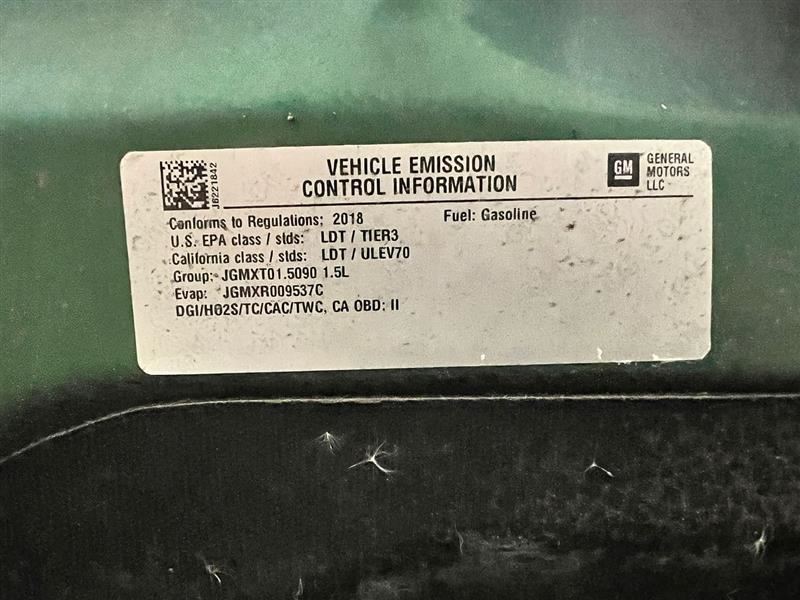 VEHICLE EMISSION
CONTROL INFORMATION
GM
GENERAL
MOTORS
LLC
J6221842
Conforms to Regulations: 2018
Fuel: Gasoline
U.S. EPA class / stds: LDT / TIER3
California class / stds: LDT / ULEV70
Group: JGMXT01.5090 1.5L
Evap: JGMXR009537C
DGI/HO2S/TC/CAC/TWC, CA OBD: II